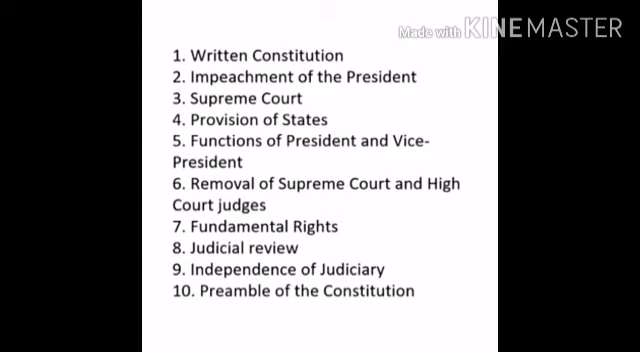 Made with KINEMASTER
1. Written Constitution
2. Impeachment of the President
3. Supreme Court
4. Provision of States
5. Functions of President and Vice-
President
6. Removal of Supreme Court and High
Court judges
7. Fundamental Rights
8. Judicial review
9. Independence of Judiciary
10. Preamble of the Constitution